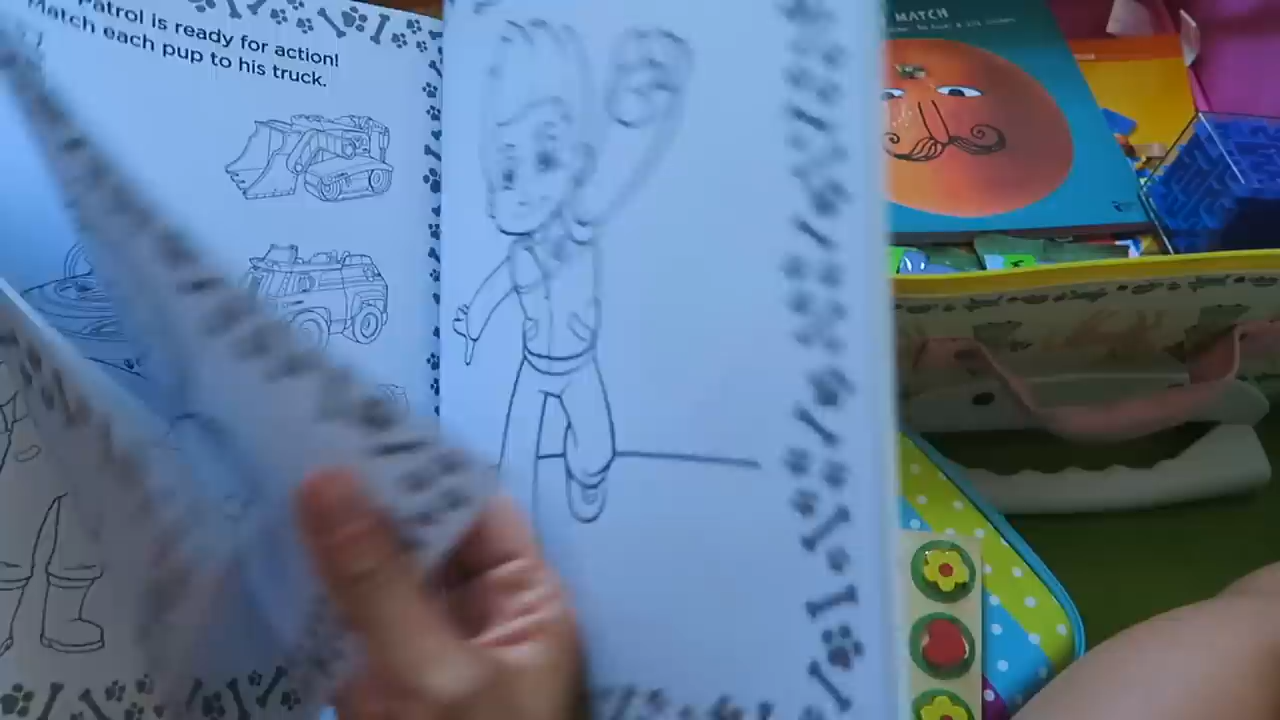 Patrol is ready for action!
Match each pup to his truck.
MATCH